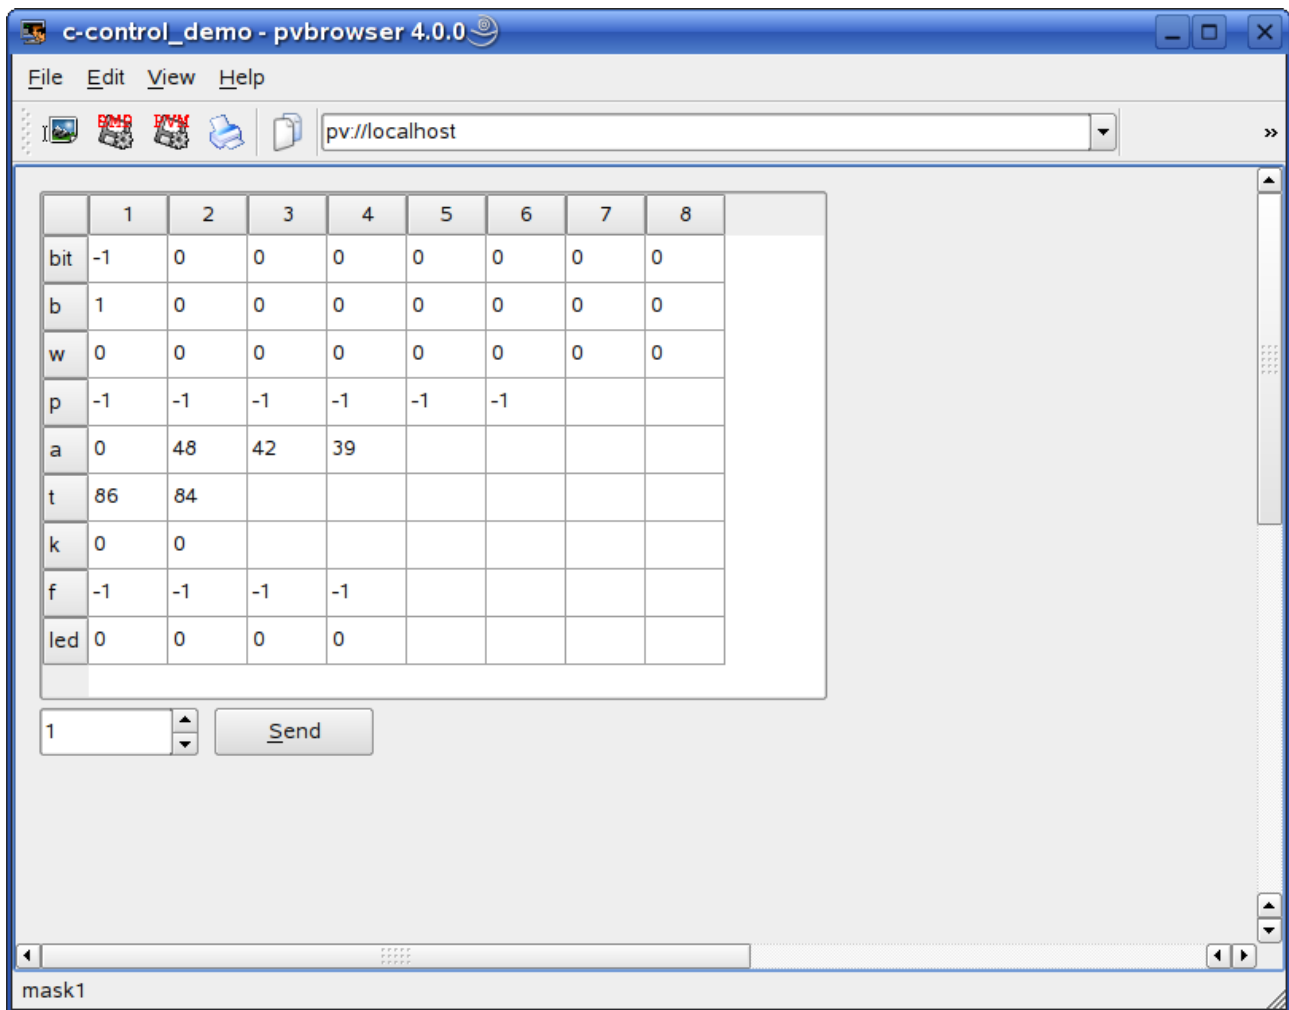 c-control_demo - pvbrowser 4.0.0
File Edit View Help
BMP PVM pv://localhost
1 2 3 4 5 6 7 8
bit -1 0 0 0 0 0 0 0
b 1 0 0 0 0 0 0 0
w 0 0 0 0 0 0 0 0
p -1 -1 -1 -1 -1 -1
a 0 48 42 39
t 86 84
k 0 0
f -1 -1 -1 -1
led 0 0 0 0
1 Send
mask1